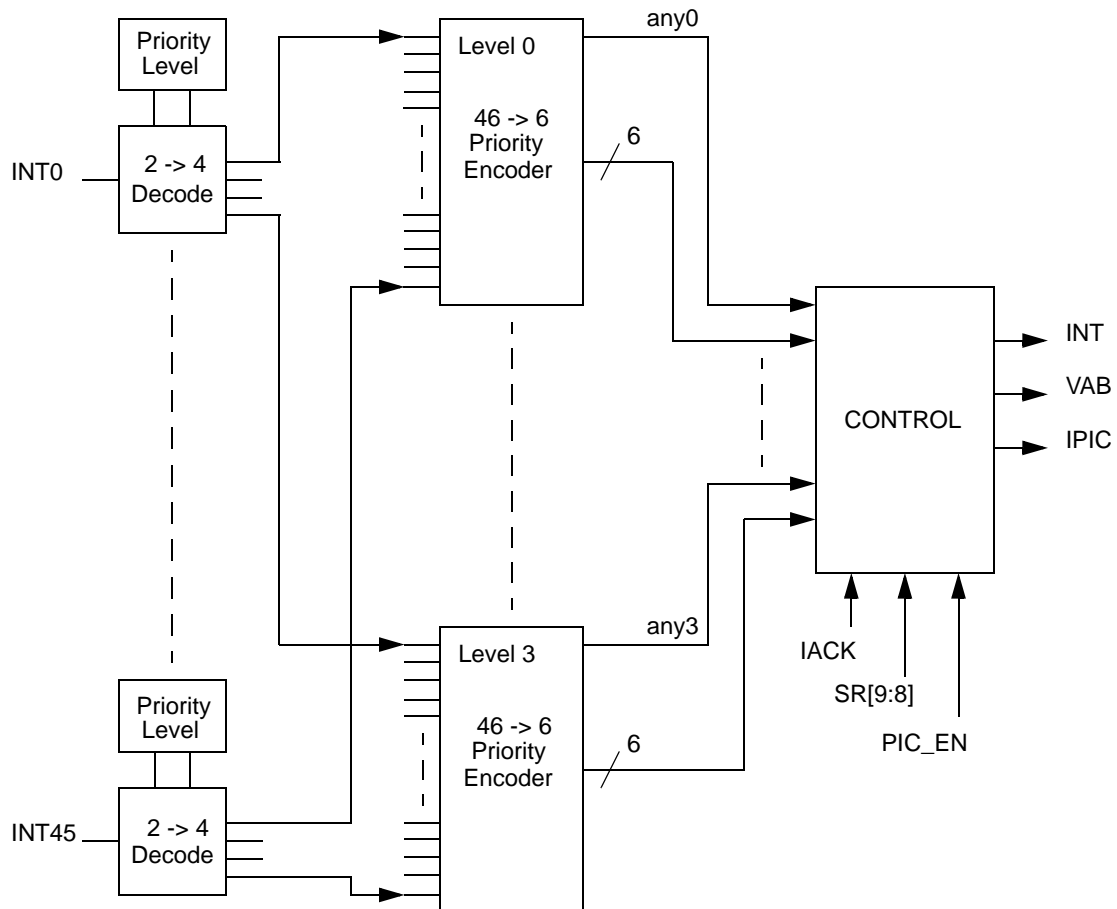 Priority
Level
INT0
2 -> 4
Decode
Level 0
46 -> 6
Priority
Encoder
any0
6
INT
VAB
IPIC
CONTROL
IACK
SR[9:8]
PIC_EN
Priority
Level
INT45
2 -> 4
Decode
Level 3
46 -> 6
Priority
Encoder
any3
6